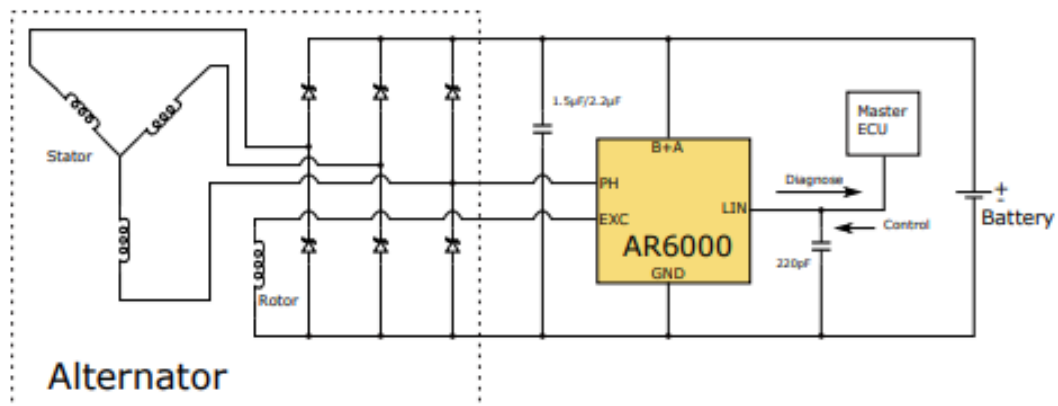 Stator
Rotor
Alternator
1.5µF/2.2µF
B+A
PH
EXC
LIN
AR6000
GND
Diagnose
Control
220pF
Master
ECU
+
-
Battery